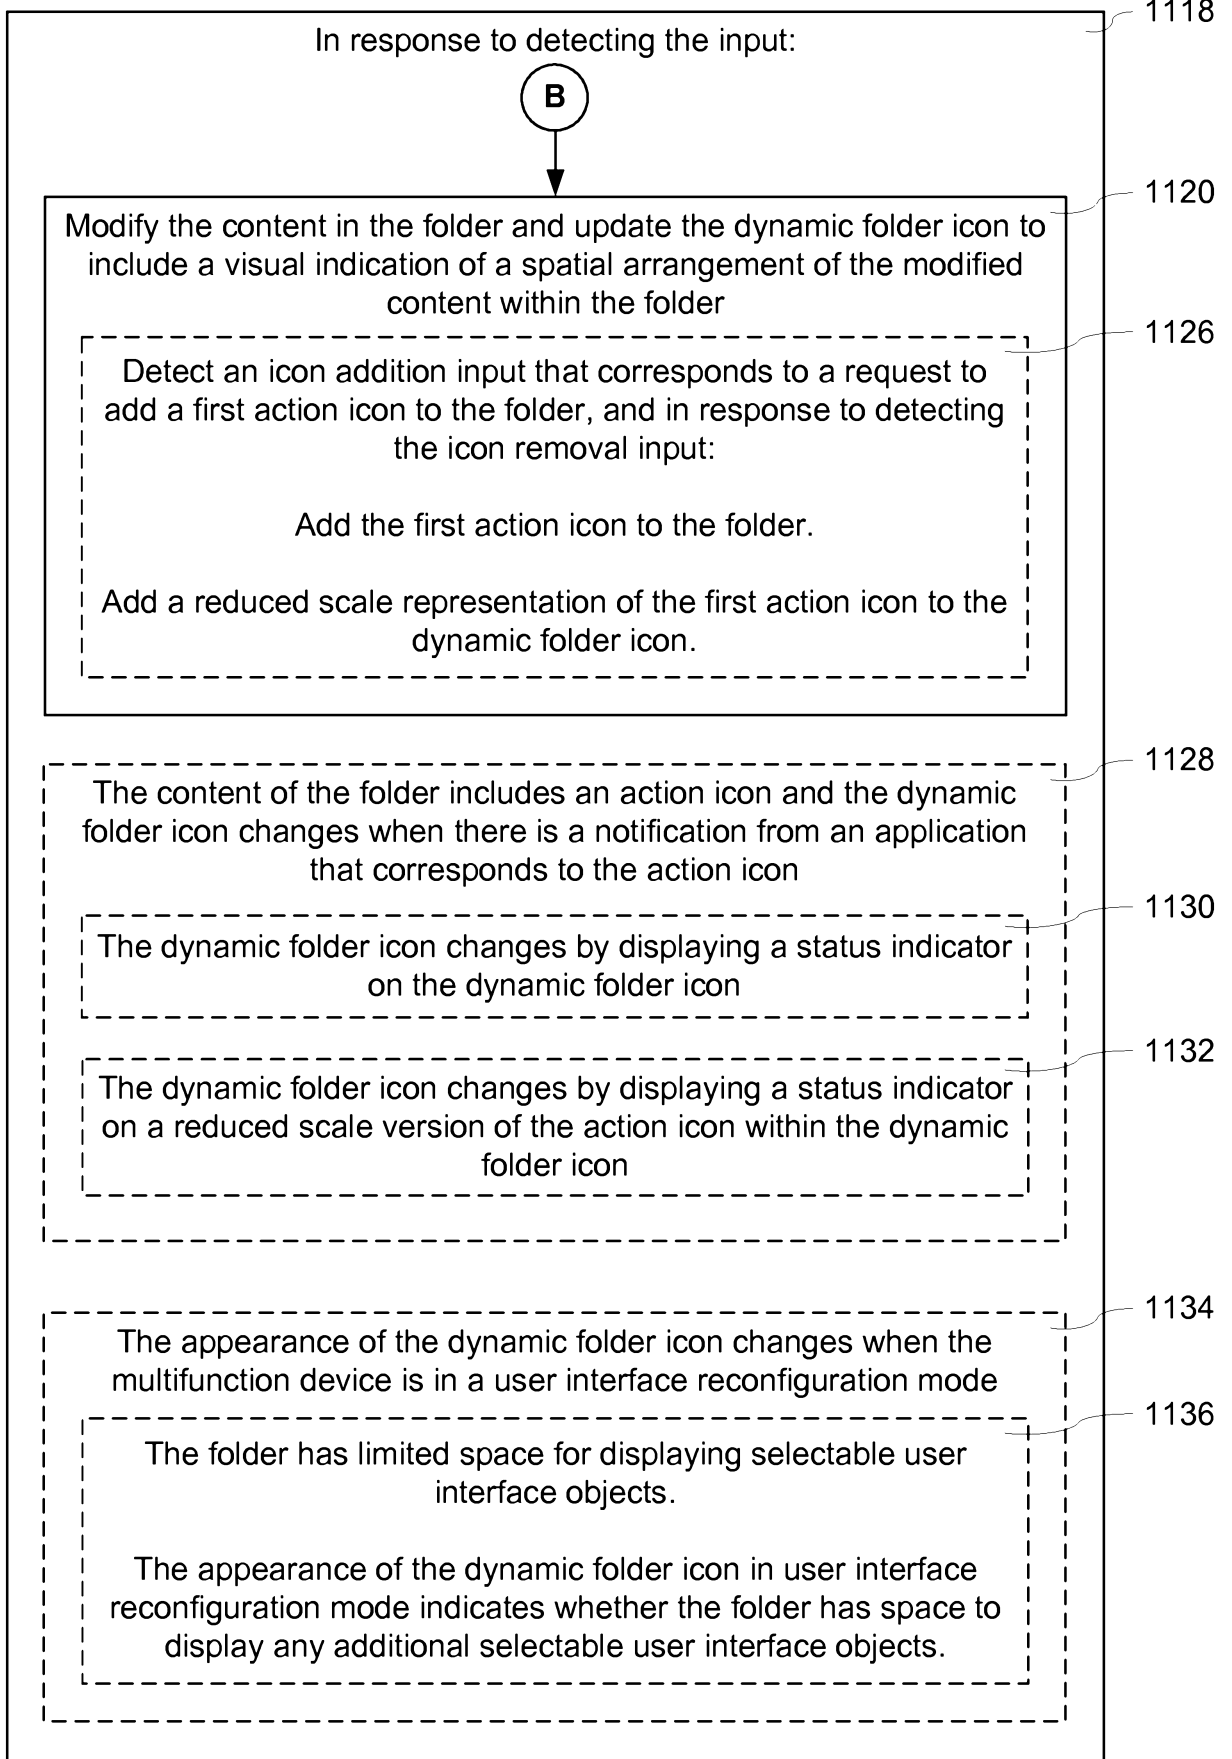 1118
In response to detecting the input:
B
1120
Modify the content in the folder and update the dynamic folder icon to
include a visual indication of a spatial arrangement of the modified
content within the folder
1126
Detect an icon addition input that corresponds to a request to
add a first action icon to the folder, and in response to detecting
the icon removal input:
Add the first action icon to the folder.
Add a reduced scale representation of the first action icon to the
dynamic folder icon.
1128
The content of the folder includes an action icon and the dynamic
folder icon changes when there is a notification from an application
that corresponds to the action icon
1130
The dynamic folder icon changes by displaying a status indicator
on the dynamic folder icon
1132
The dynamic folder icon changes by displaying a status indicator
on a reduced scale version of the action icon within the dynamic
folder icon
1134
The appearance of the dynamic folder icon changes when the
multifunction device is in a user interface reconfiguration mode
1136
The folder has limited space for displaying selectable user
interface objects.
The appearance of the dynamic folder icon in user interface
reconfiguration mode indicates whether the folder has space to
display any additional selectable user interface objects.